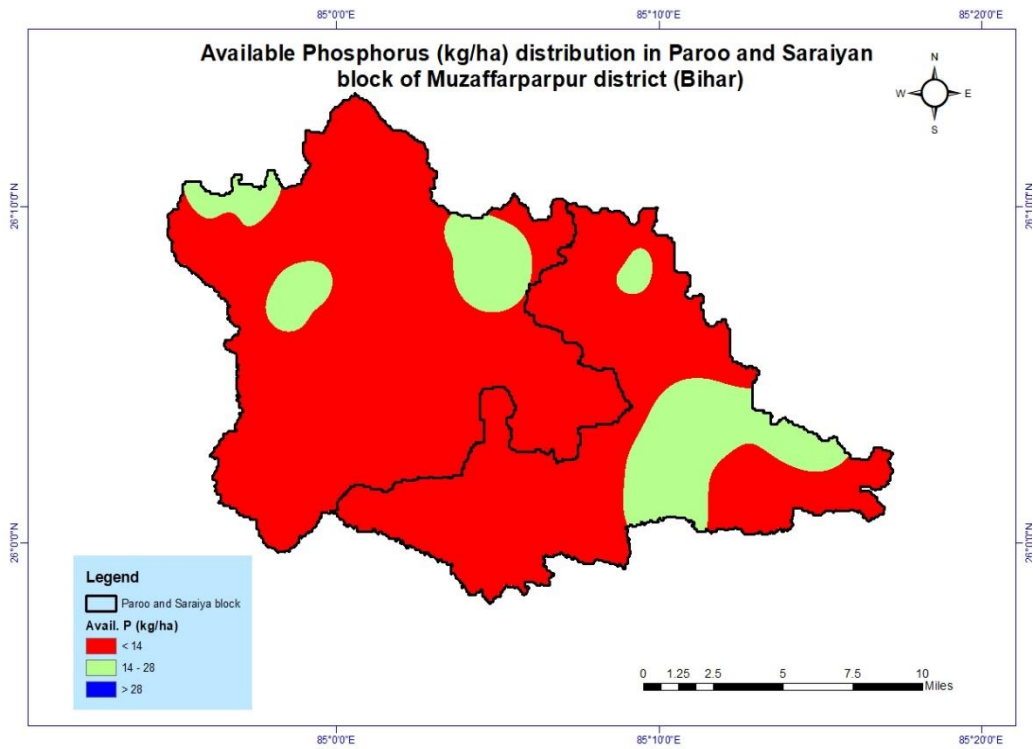 85°0'0"E 85°10'0"E 85°20'0"E
Available Phosphorus (kg/ha) distribution in Paroo and Saraiyan
block of Muzaffarparpur district (Bihar)
N
W E
S
26°10'0"N 26°10'0"N
26°0'0"N 26°0'0"N
Legend
Paroo and Saraiya block
Avail. P (kg/ha)
< 14
14 - 28
> 28
0 1.25 2.5 5 7.5 10
Miles
85°0'0"E 85°10'0"E 85°20'0"E